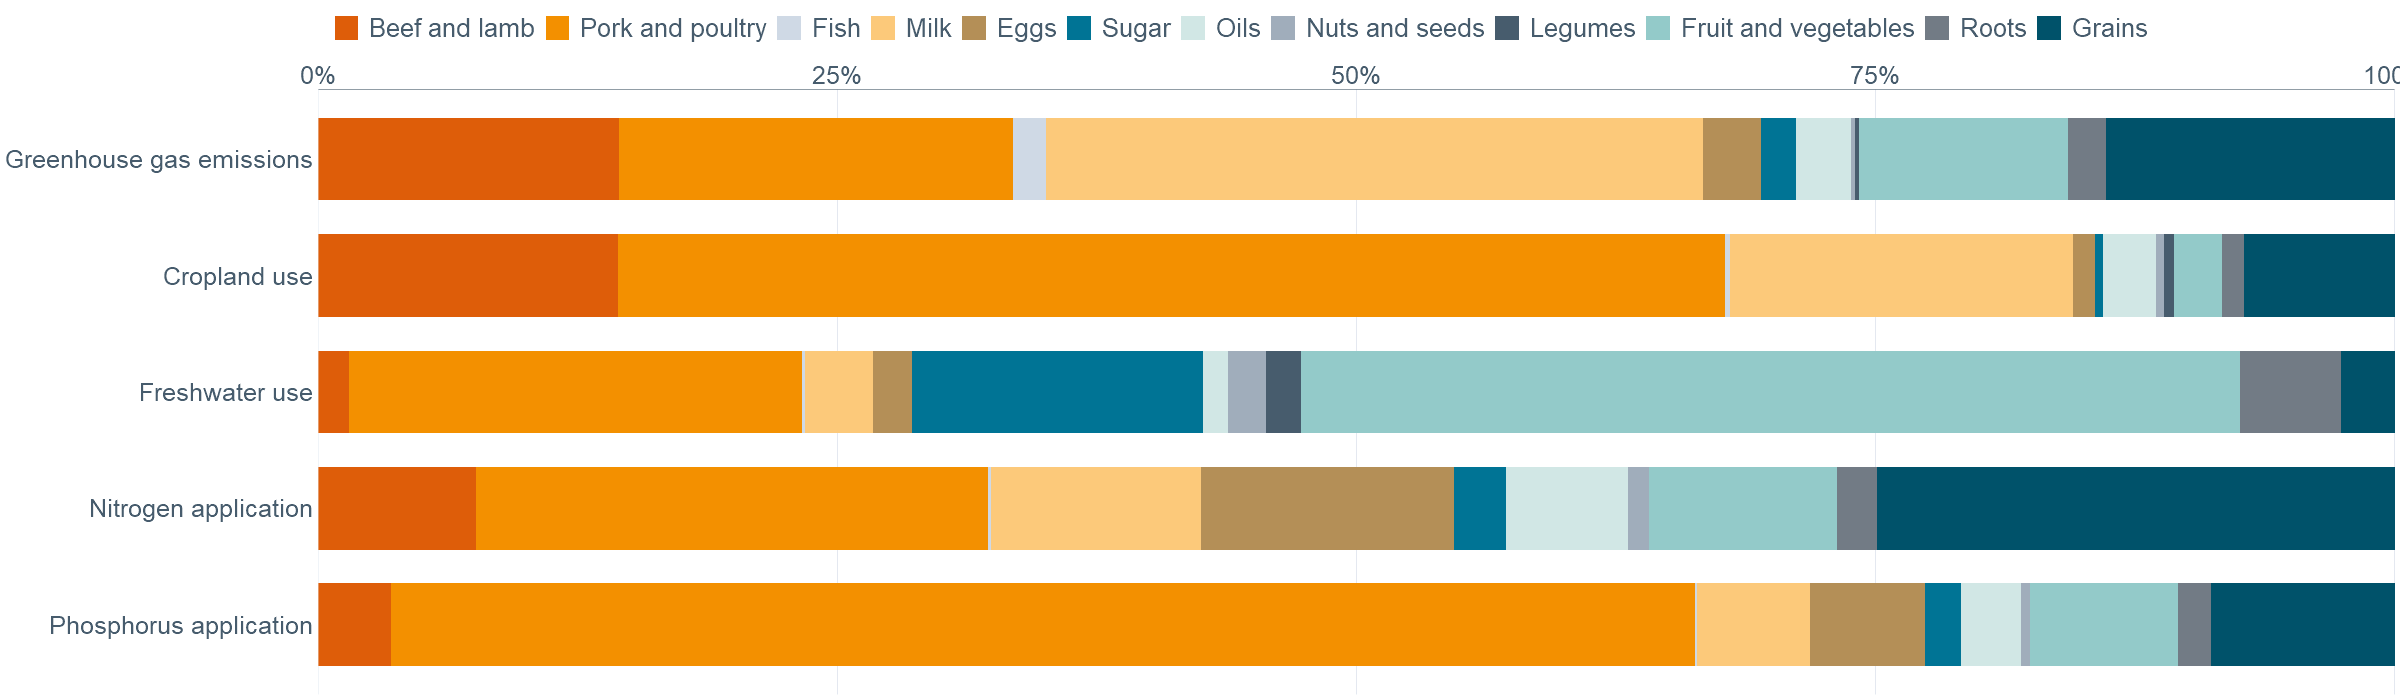 Beef and lamb Pork and poultry Fish Milk Eggs Sugar Oils Nuts and seeds Legumes Fruit and vegetables Roots Grains
0% 25% 50% 75% 100
Greenhouse gas emissions
Cropland use
Freshwater use
Nitrogen application
Phosphorus application